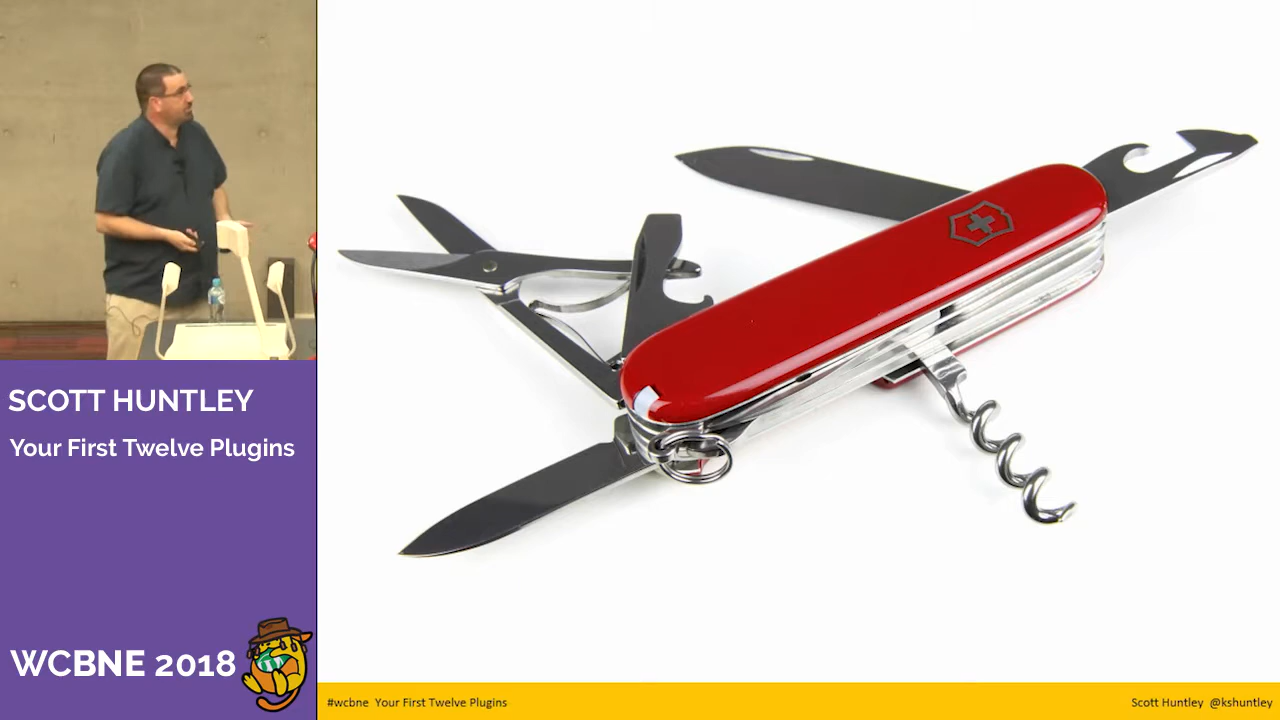 SCOTT HUNTLEY
Your First Twelve Plugins
WCBNE 2018
#wcbne Your First Twelve Plugins
Scott Huntley @kshuntley